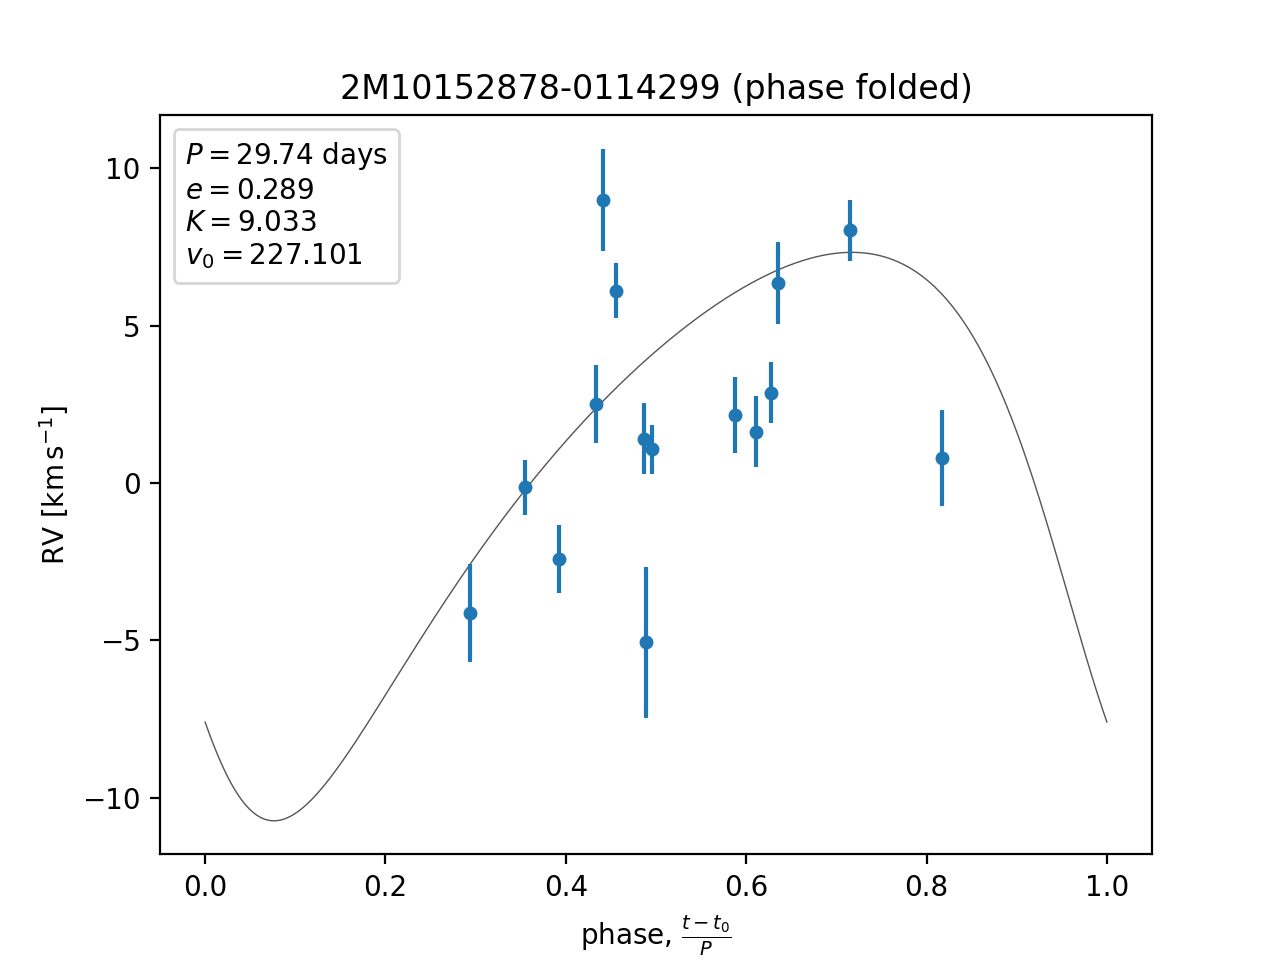 2M10152878-0114299 (phase folded)
P = 29.74 days
e = 0.289
K = 9.033
v₀ = 227.101
10
5
0
−5
−10
RV [km s⁻¹]
0.0 0.2 0.4 0.6 0.8 1.0
phase, (t − t₀)/P